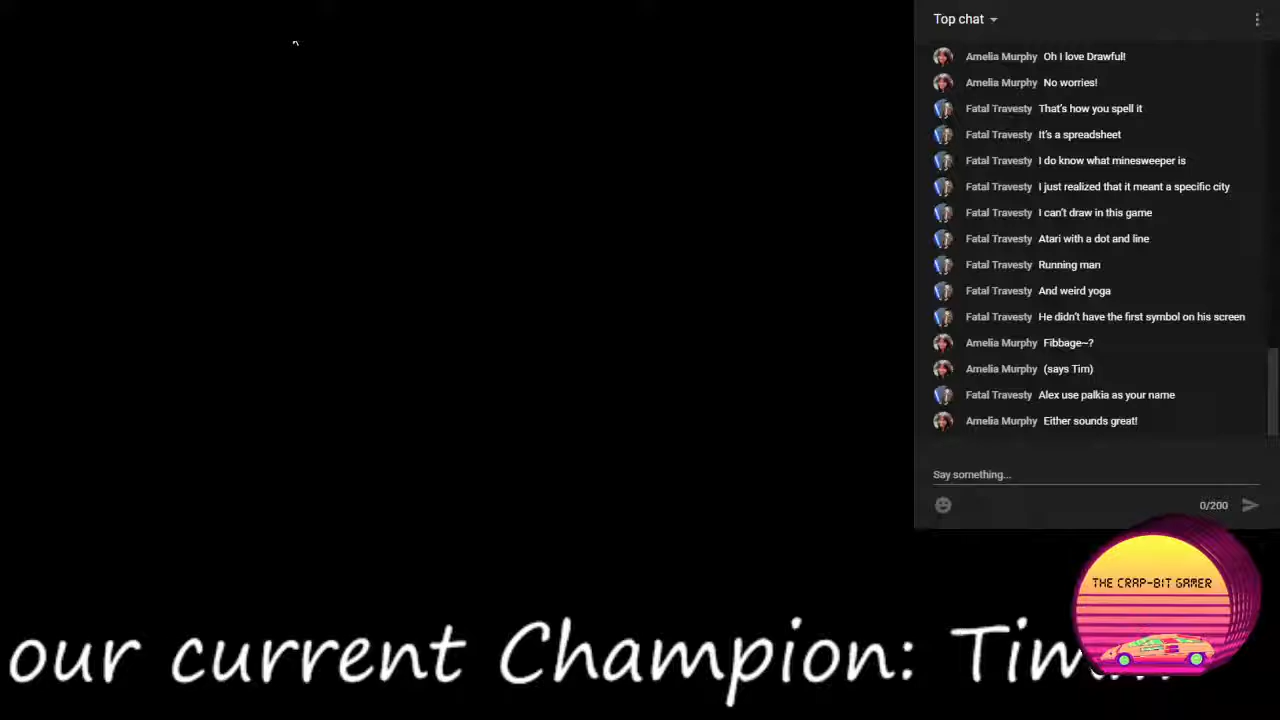 Top chat
Amelia Murphy Oh I love Drawful!
Amelia Murphy No worries!
Fatal Travesty That's how you spell it
Fatal Travesty It's a spreadsheet
Fatal Travesty I do know what minesweeper is
Fatal Travesty I just realized that it meant a specific city
Fatal Travesty I can't draw in this game
Fatal Travesty Atari with a dot and line
Fatal Travesty Running man
Fatal Travesty And weird yoga
Fatal Travesty He didn't have the first symbol on his screen
Amelia Murphy Fibbage~?
Amelia Murphy (says Tim)
Fatal Travesty Alex use palkia as your name
Amelia Murphy Either sounds great!
Say something...
0/200
THE CRAP-BIT GAMER
our current Champion: